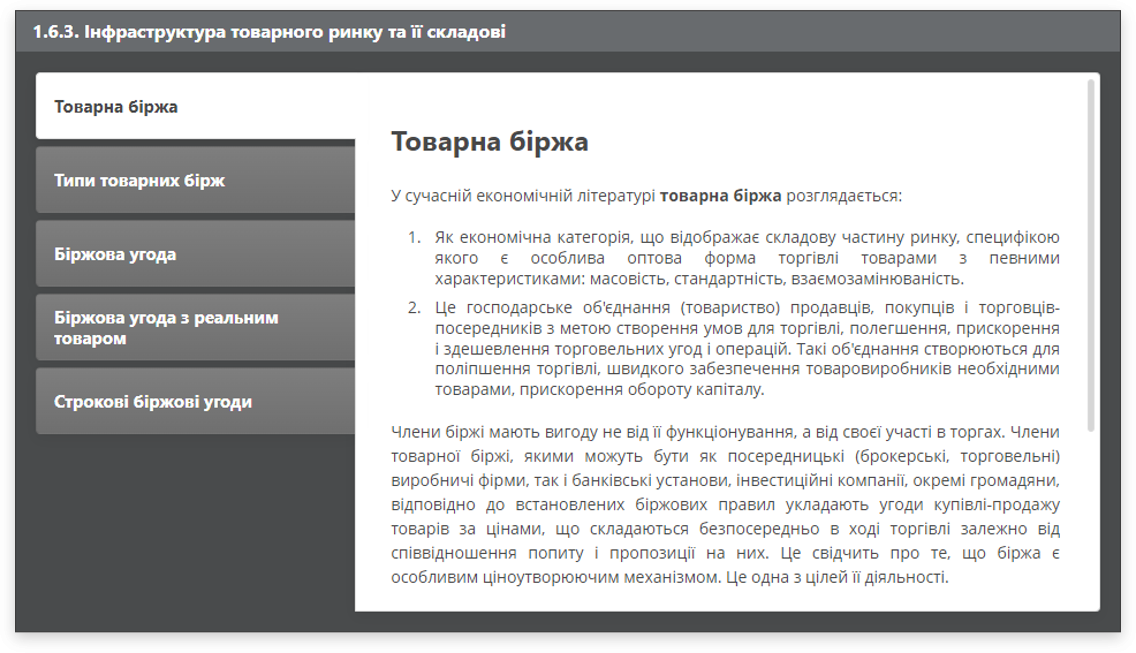 1.6.3. Інфраструктура товарного ринку та її складові
Товарна біржа
Типи товарних бірж
Біржова угода
Біржова угода з реальним
товаром
Строкові біржові угоди
Товарна біржа
У сучасній економічній літературі товарна біржа розглядається:
1. Як економічна категорія, що відображає складову частину ринку, специфікою
якого є особлива оптова форма торгівлі товарами з певними
характеристиками: масовість, стандартність, взаємозамінюваність.
2. Це господарське об'єднання (товариство) продавців, покупців і торговців-
посередників з метою створення умов для торгівлі, полегшення, прискорення
і здешевлення торговельних угод і операцій. Такі об'єднання створюються для
поліпшення торгівлі, швидкого забезпечення товаровиробників необхідними
товарами, прискорення обороту капіталу.
Члени біржі мають вигоду не від її функціонування, а від своєї участі в торгах. Члени
товарної біржі, якими можуть бути як посередницькі (брокерські, торговельні)
виробничі фірми, так і банківські установи, інвестиційні компанії, окремі громадяни,
відповідно до встановлених біржових правил укладають угоди купівлі-продажу
товарів за цінами, що складаються безпосередньо в ході торгівлі залежно від
співвідношення попиту і пропозиції на них. Це свідчить про те, що біржа є
особливим ціноутворюючим механізмом. Це одна з цілей її діяльності.